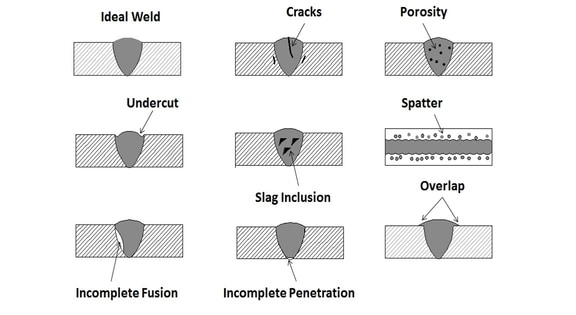 Ideal Weld
Cracks
Porosity
Undercut
Spatter
Slag Inclusion
Overlap
Incomplete Fusion
Incomplete Penetration